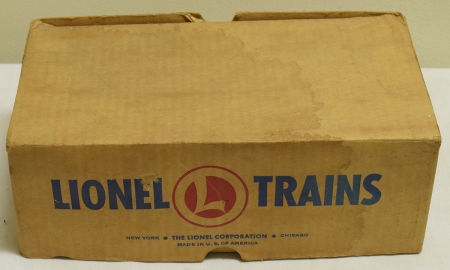 LIONEL L TRAINS
NEW YORK • THE LIONEL CORPORATION • CHICAGO
MADE IN U. S. OF AMERICA